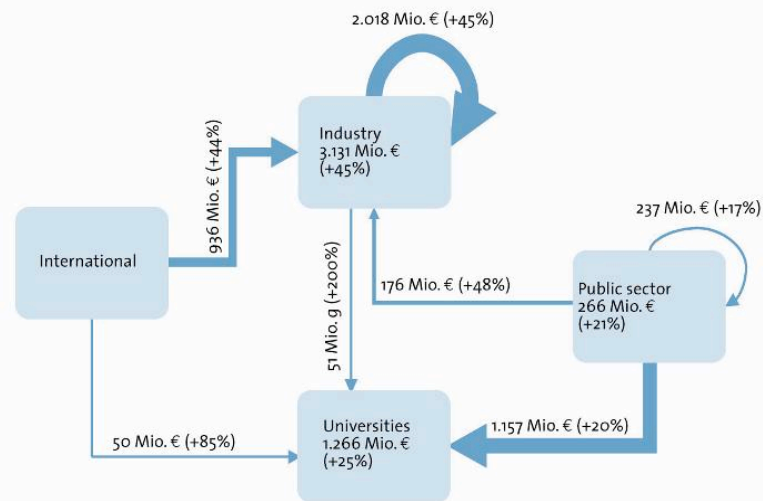 2.018 Mio. € (+45%)
Industry
3.131 Mio. €
(+45%)
936 Mio. € (+44%)
237 Mio. € (+17%)
International
176 Mio. € (+48%)
Public sector
266 Mio. €
(+21%)
51 Mio. g (+200%)
Universities
1.266 Mio. €
(+25%)
50 Mio. € (+85%)
1.157 Mio. € (+20%)